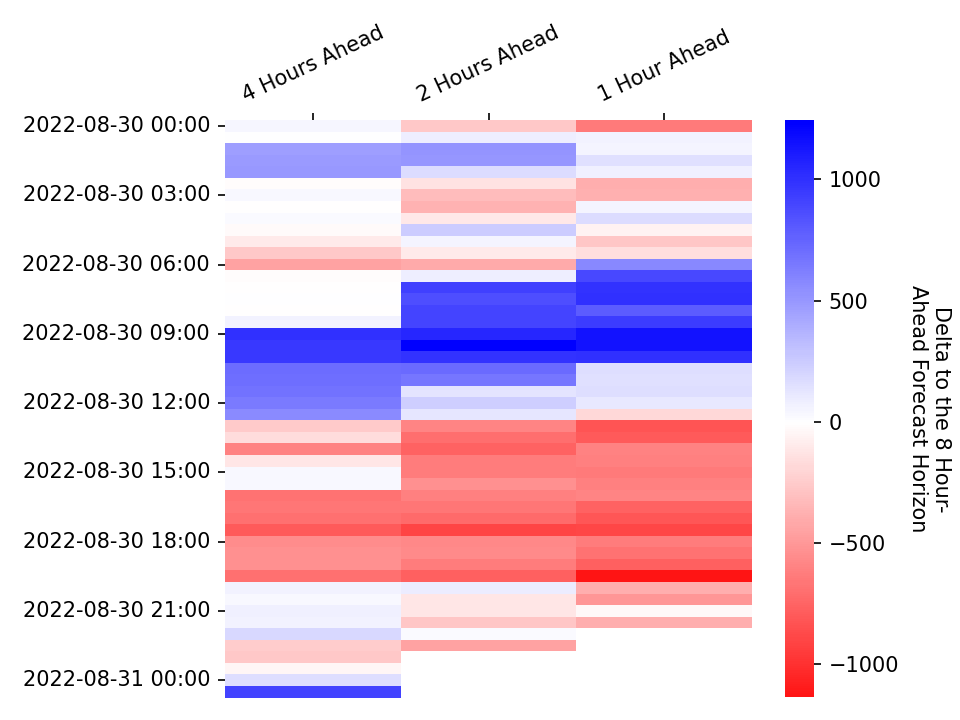 4 Hours Ahead
2 Hours Ahead
1 Hour Ahead
2022-08-30 00:00
2022-08-30 03:00
2022-08-30 06:00
2022-08-30 09:00
2022-08-30 12:00
2022-08-30 15:00
2022-08-30 18:00
2022-08-30 21:00
2022-08-31 00:00
1000
500
0
−500
−1000
Delta to the 8 Hour-
Ahead Forecast Horizon